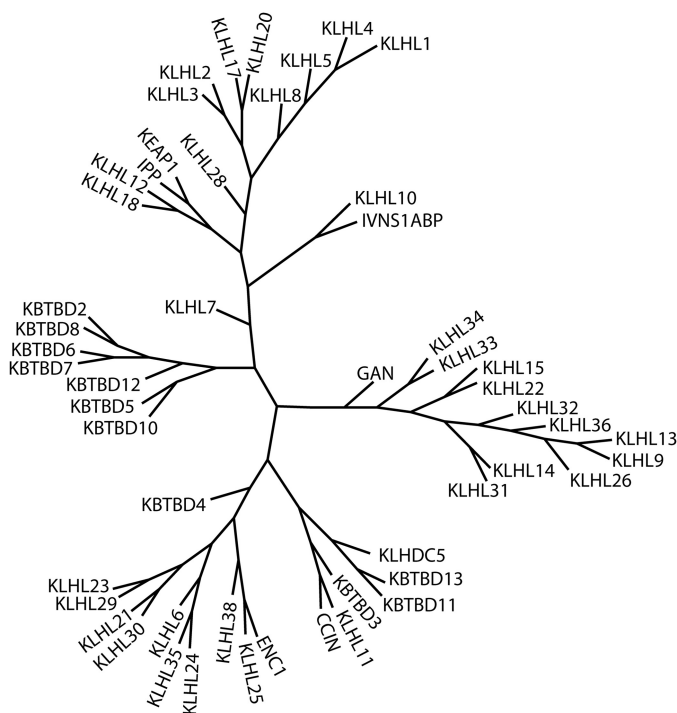 KLHL4
KLHL1
KLHL20
KLHL17
KLHL5
KLHL2
KLHL3
KLHL8
KEAP1
IPP
KLHL28
KLHL12
KLHL18
KLHL10
IVNS1ABP
KLHL7
KBTBD2
KBTBD8
KBTBD6
KBTBD7
KBTBD12
KBTBD5
KBTBD10
GAN
KLHL34
KLHL33
KLHL15
KLHL22
KLHL32
KLHL36
KLHL13
KLHL9
KLHL26
KLHL14
KLHL31
KBTBD4
KLHDC5
KBTBD13
KBTBD11
KBTBD3
KLHL11
CCIN
KLHL23
KLHL29
KLHL21
KLHL30
KLHL6
KLHL35
KLHL24
KLHL38
ENC1
KLHL25